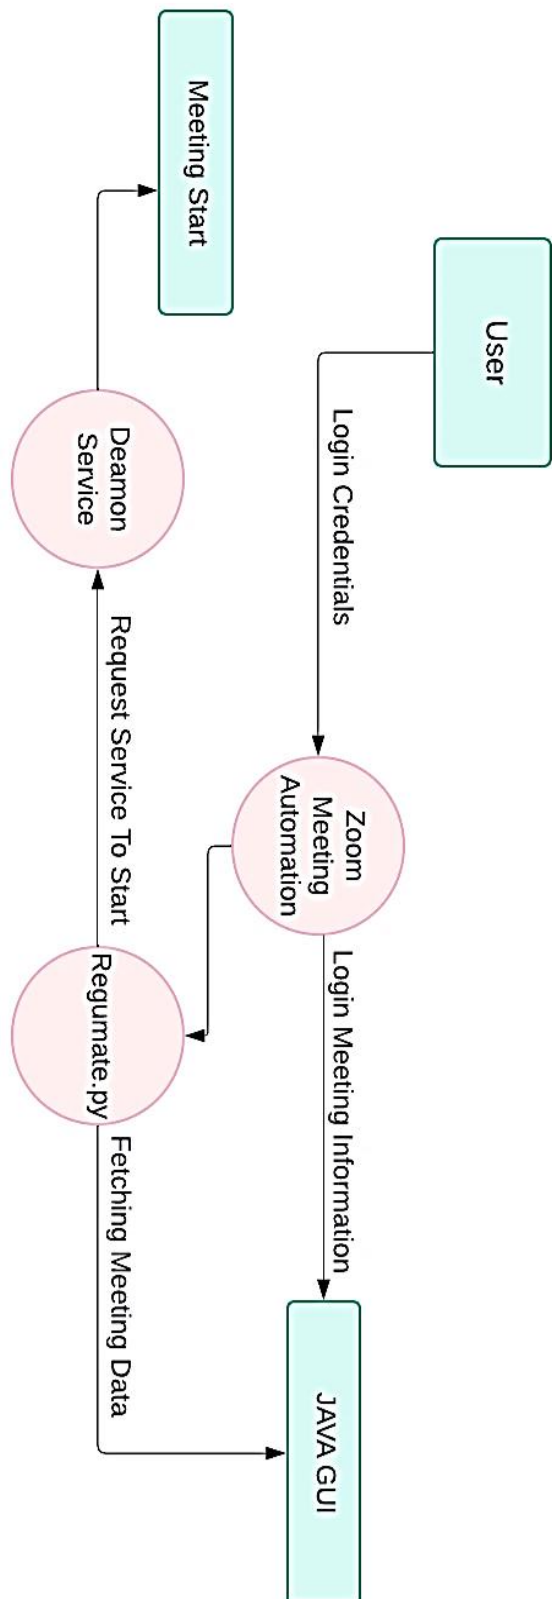 User
Login Credentials
Zoom
Meeting
Automation
Login Meeting Information
JAVA GUI
Meeting Start
Deamon
Service
Request Service To Start
Regumate.py
Fetching Meeting Data